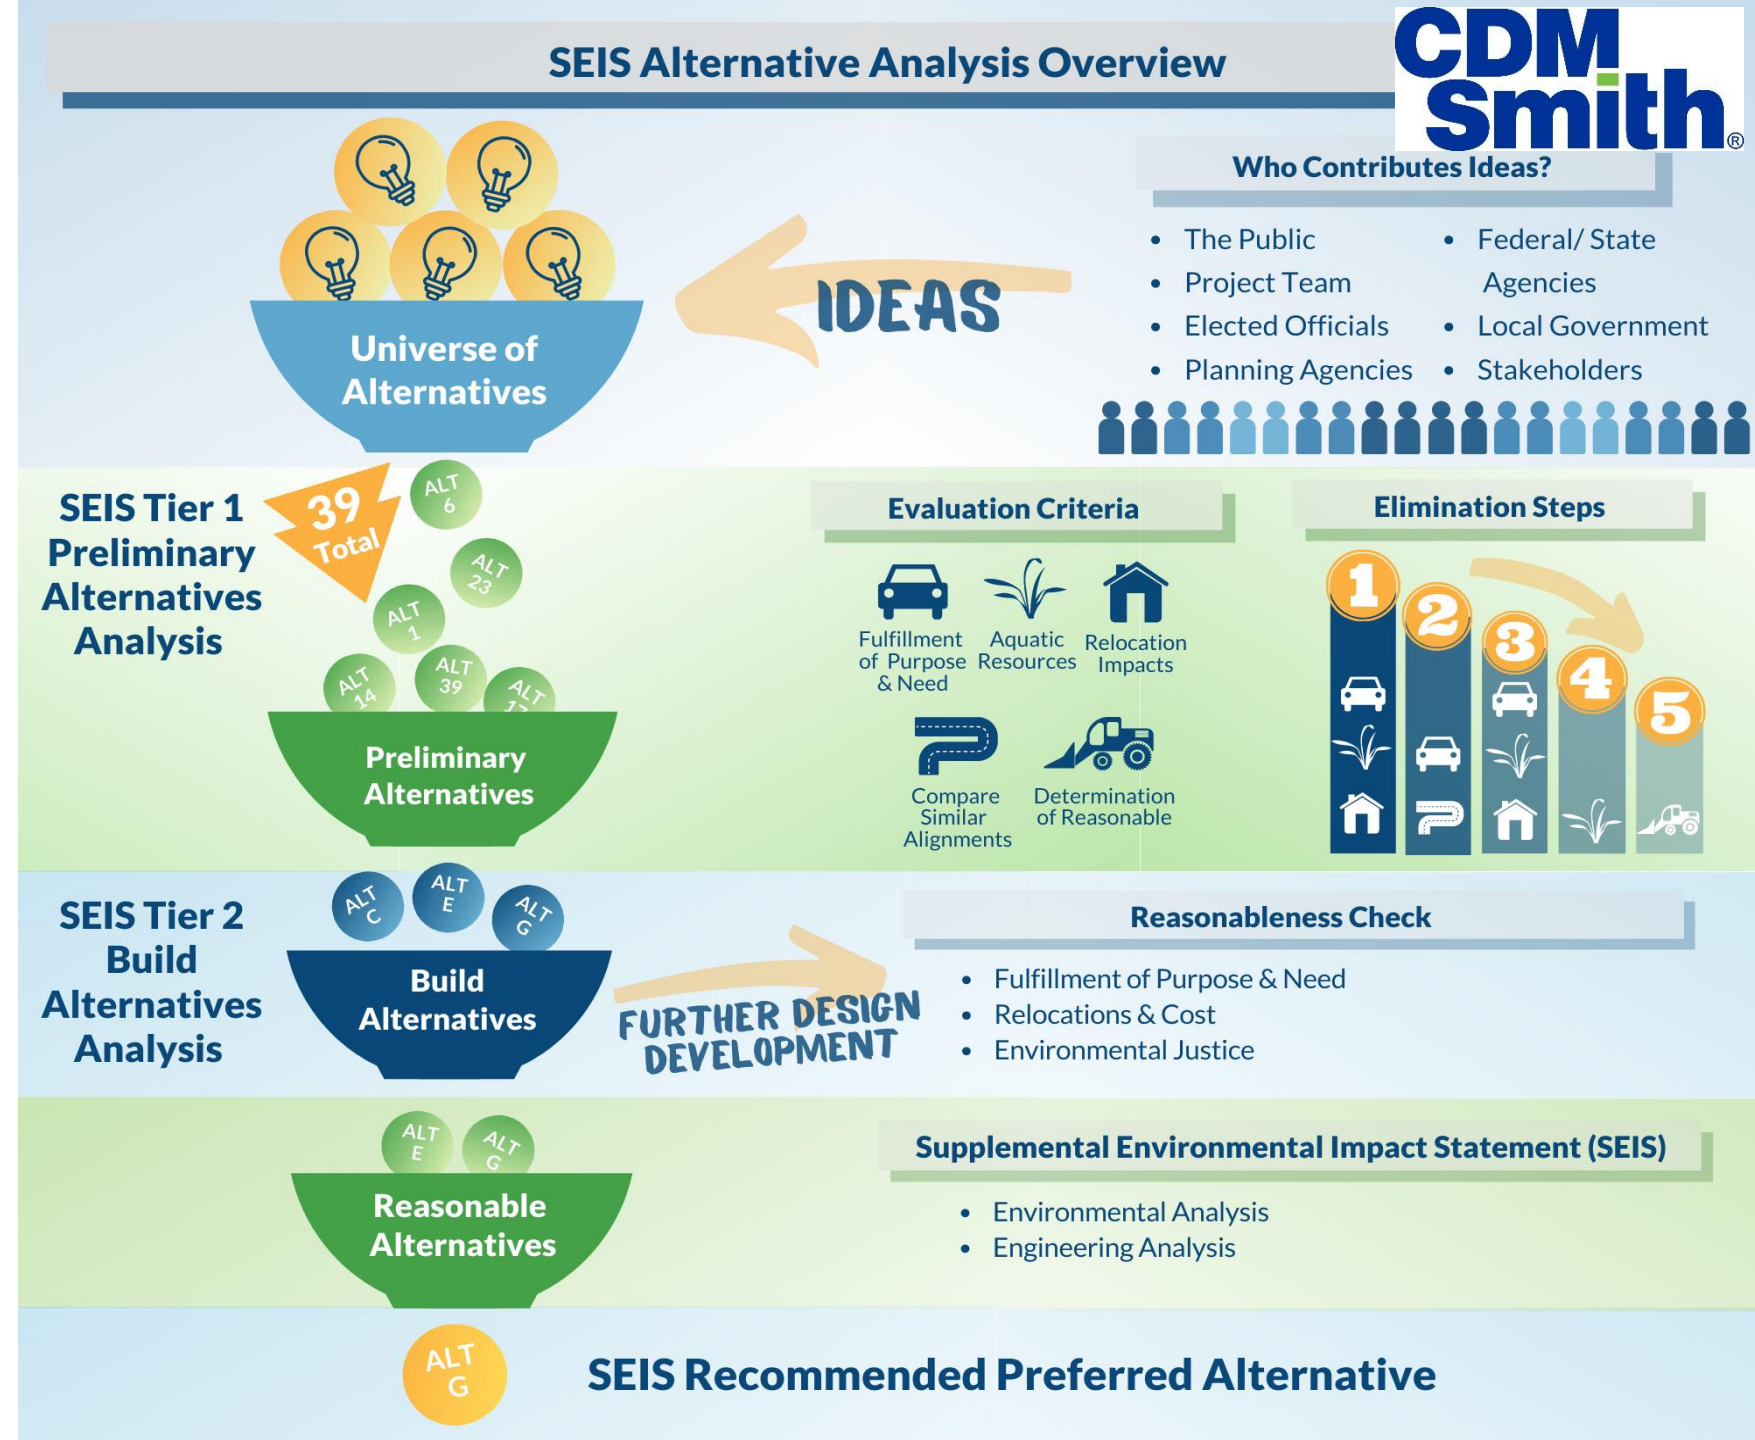 SEIS Alternative Analysis Overview
CDM
Smith®
Who Contributes Ideas?
• The Public
• Project Team
• Elected Officials
• Planning Agencies
• Federal/ State
Agencies
• Local Government
• Stakeholders
IDEAS
Universe of
Alternatives
SEIS Tier 1
Preliminary
Alternatives
Analysis
39
Total
ALT
6
ALT
23
ALT
1
ALT
14
ALT
39
ALT
17
Preliminary
Alternatives
Evaluation Criteria
Fulfillment
of Purpose
& Need
Aquatic
Resources
Relocation
Impacts
Compare
Similar
Alignments
Determination
of Reasonable
Elimination Steps
1
2
3
4
5
SEIS Tier 2
Build
Alternatives
Analysis
ALT
C
ALT
E
ALT
G
Build
Alternatives
FURTHER DESIGN
DEVELOPMENT
Reasonableness Check
• Fulfillment of Purpose & Need
• Relocations & Cost
• Environmental Justice
ALT
E
ALT
G
Reasonable
Alternatives
Supplemental Environmental Impact Statement (SEIS)
• Environmental Analysis
• Engineering Analysis
ALT
G
SEIS Recommended Preferred Alternative